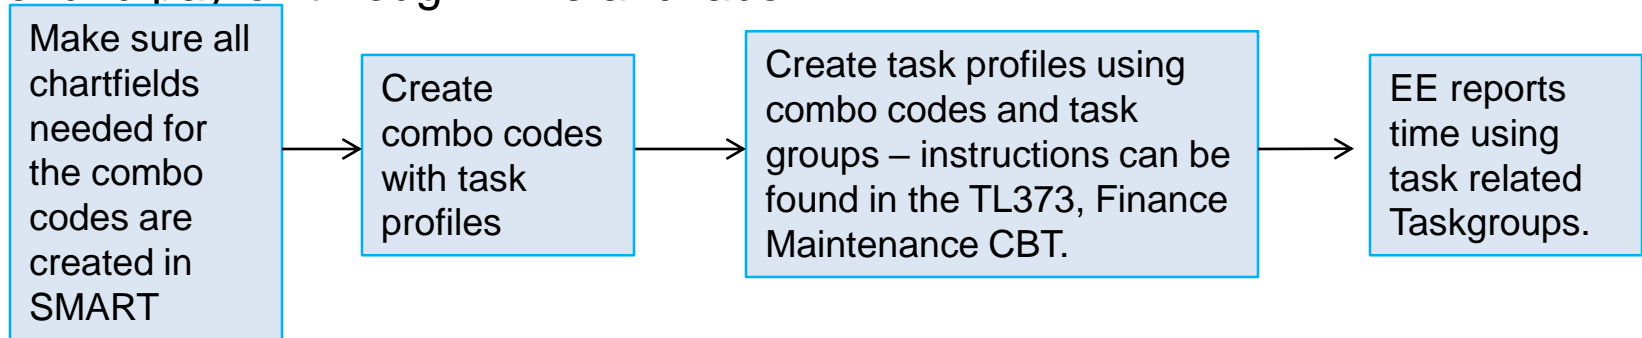 Make sure all
chartfields
needed for
the combo
codes are
created in
SMART
Create
combo codes
with task
profiles
Create task profiles using
combo codes and task
groups – instructions can be
found in the TL373, Finance
Maintenance CBT.
EE reports
time using
task related
Taskgroups.